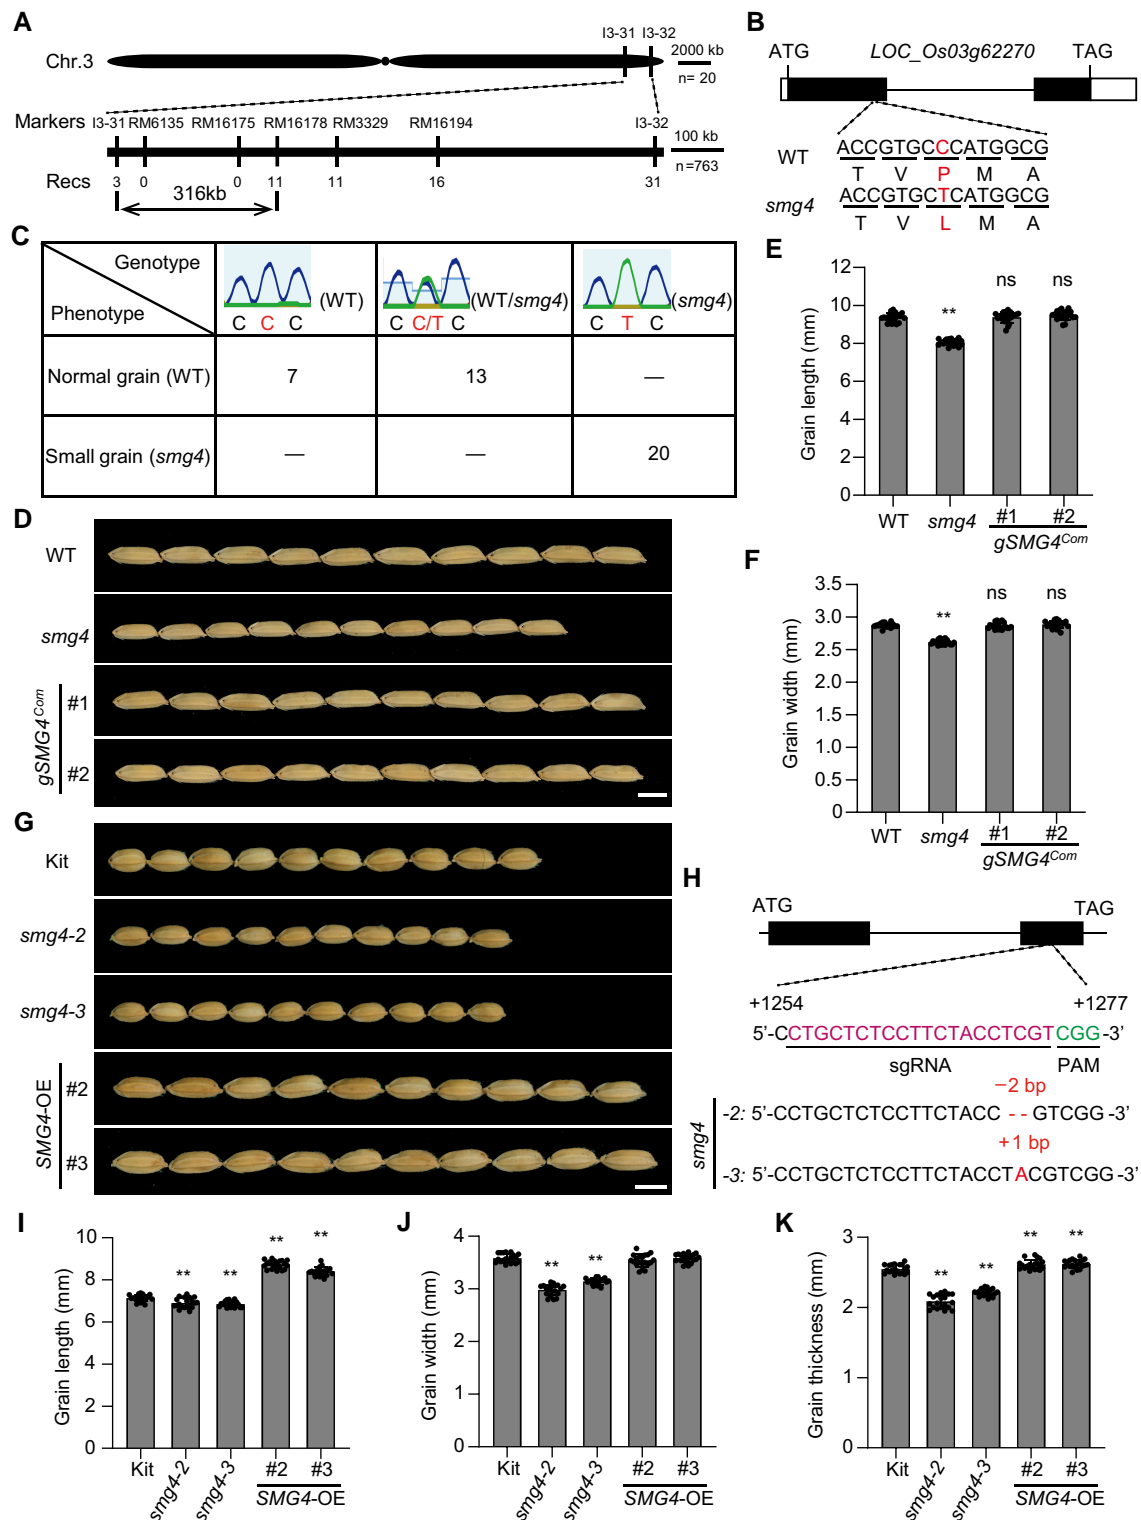 A
I3-31 I3-32
Chr.3
2000 kb
n= 20
Markers I3-31 RM6135 RM16175 RM16178 RM3329 RM16194 I3-32
100 kb
n=763
Recs 3 0 0 11 11 16 31
316kb
B
ATG LOC_Os03g62270 TAG
WT ACCGTGCCCATGGCG
T V P M A
smg4 ACCGTGCTCATGGCG
T V L M A
C
Genotype
Phenotype
C C C (WT)
C C/T C (WT/smg4)
C T C (smg4)
Normal grain (WT) 7 13 —
Small grain (smg4) — — 20
D
WT
smg4
gSMG4Com
#1
#2
E
Grain length (mm)
12
10
8
6
4
2
0
** ns ns
WT smg4 #1 #2
gSMG4Com
F
Grain width (mm)
3.5
3.0
2.5
2.0
1.5
1.0
0.5
0
** ns ns
WT smg4 #1 #2
gSMG4Com
G
Kit
smg4-2
smg4-3
SMG4-OE
#2
#3
H
ATG TAG
+1254 +1277
5’-CCTGCTCTCCTTCTACCTCGTCGG-3’
sgRNA PAM
−2 bp
smg4
-2: 5’-CCTGCTCTCCTTCTACC - - GTCGG-3’
+1 bp
-3: 5’-CCTGCTCTCCTTCTACCTACGTCGG-3’
I
Grain length (mm)
10
8
6
4
2
0
** ** ** **
Kit smg4-2 smg4-3 #2 #3
SMG4-OE
J
Grain width (mm)
4
3
2
1
0
** **
Kit smg4-2 smg4-3 #2 #3
SMG4-OE
K
Grain thickness (mm)
3
2
1
0
** ** ** **
Kit smg4-2 smg4-3 #2 #3
SMG4-OE